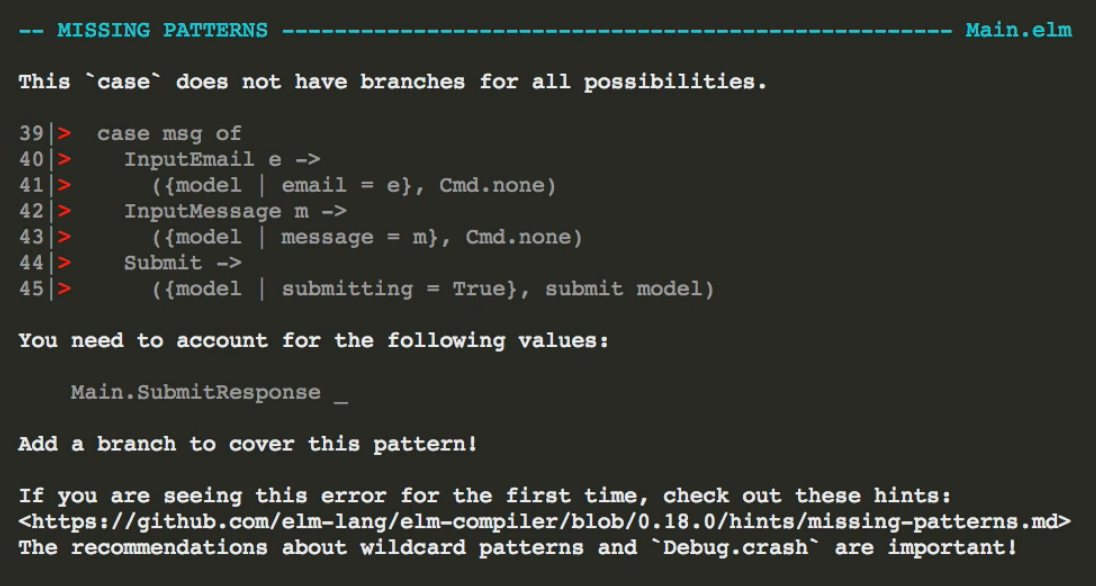 -- MISSING PATTERNS --------------------------------------------------- Main.elm
This `case` does not have branches for all possibilities.
39|>  case msg of
40|>    InputEmail e ->
41|>      ({model | email = e}, Cmd.none)
42|>    InputMessage m ->
43|>      ({model | message = m}, Cmd.none)
44|>    Submit ->
45|>      ({model | submitting = True}, submit model)
You need to account for the following values:
    Main.SubmitResponse _
Add a branch to cover this pattern!
If you are seeing this error for the first time, check out these hints:
<https://github.com/elm-lang/elm-compiler/blob/0.18.0/hints/missing-patterns.md>
The recommendations about wildcard patterns and `Debug.crash` are important!